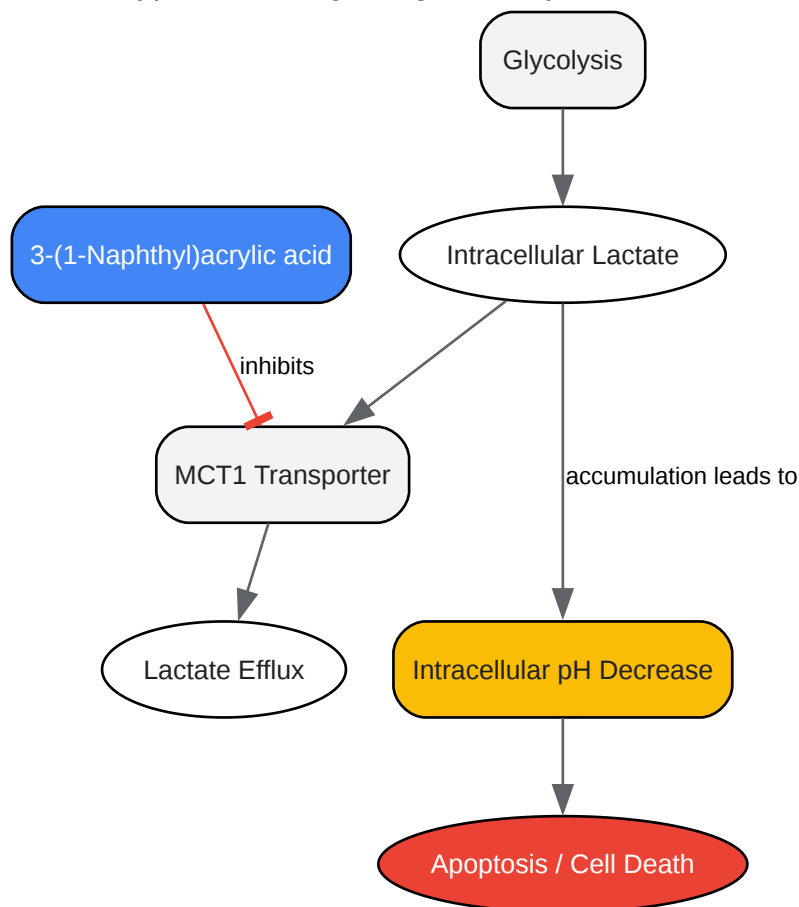 Glycolysis
3-(1-Naphthyl)acrylic acid
Intracellular Lactate
inhibits
MCT1 Transporter
accumulation leads to
Lactate Efflux
Intracellular pH Decrease
Apoptosis / Cell Death